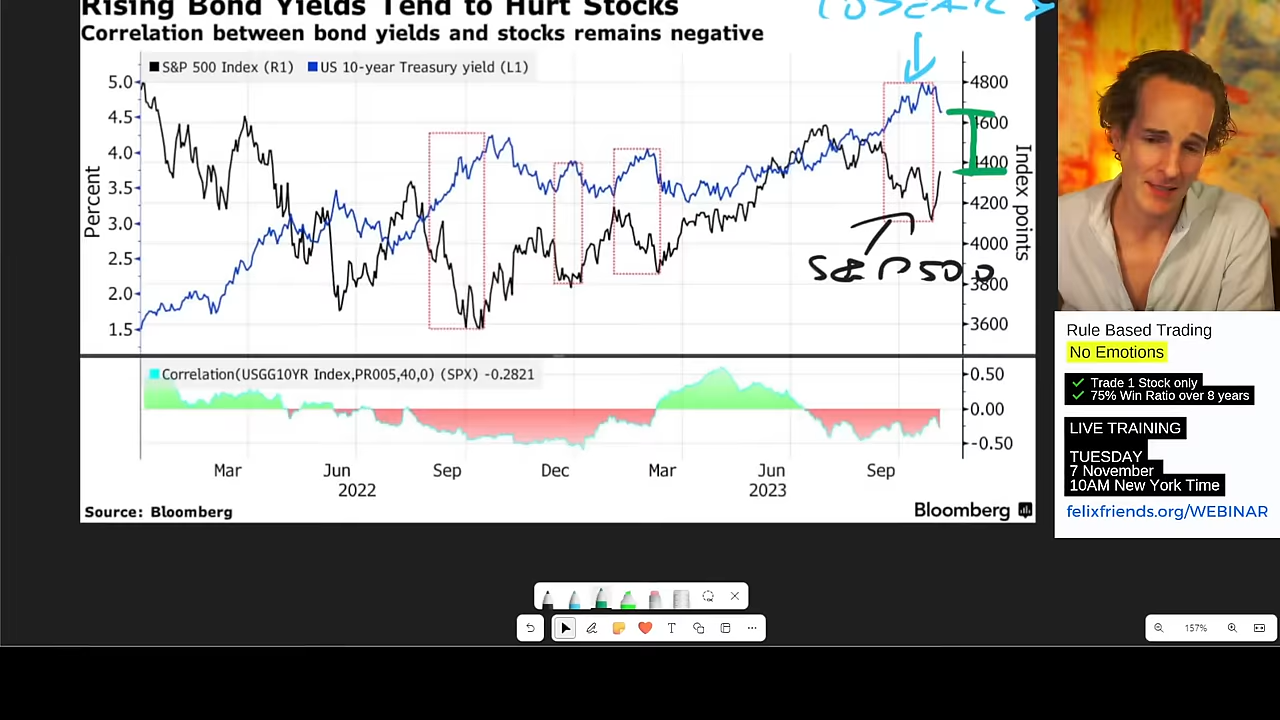 Rising Bond Yields Tend to Hurt Stocks
Correlation between bond yields and stocks remains negative
S&P 500 Index (R1) US 10-year Treasury yield (L1)
5.0
4.5
4.0
3.5
3.0
2.5
2.0
1.5
Percent
4800
4600
4400
4200
4000
3800
3600
Index points
S&P500
Correlation(USGG10YR Index,PR005,40,0) (SPX) -0.2821
0.50
0.00
-0.50
Mar Jun Sep Dec Mar Jun Sep
2022 2023
Source: Bloomberg
Bloomberg
Rule Based Trading
No Emotions
Trade 1 Stock only
75% Win Ratio over 8 years
LIVE TRAINING
TUESDAY
7 November
10AM New York Time
felixfriends.org/WEBINAR
T
157%